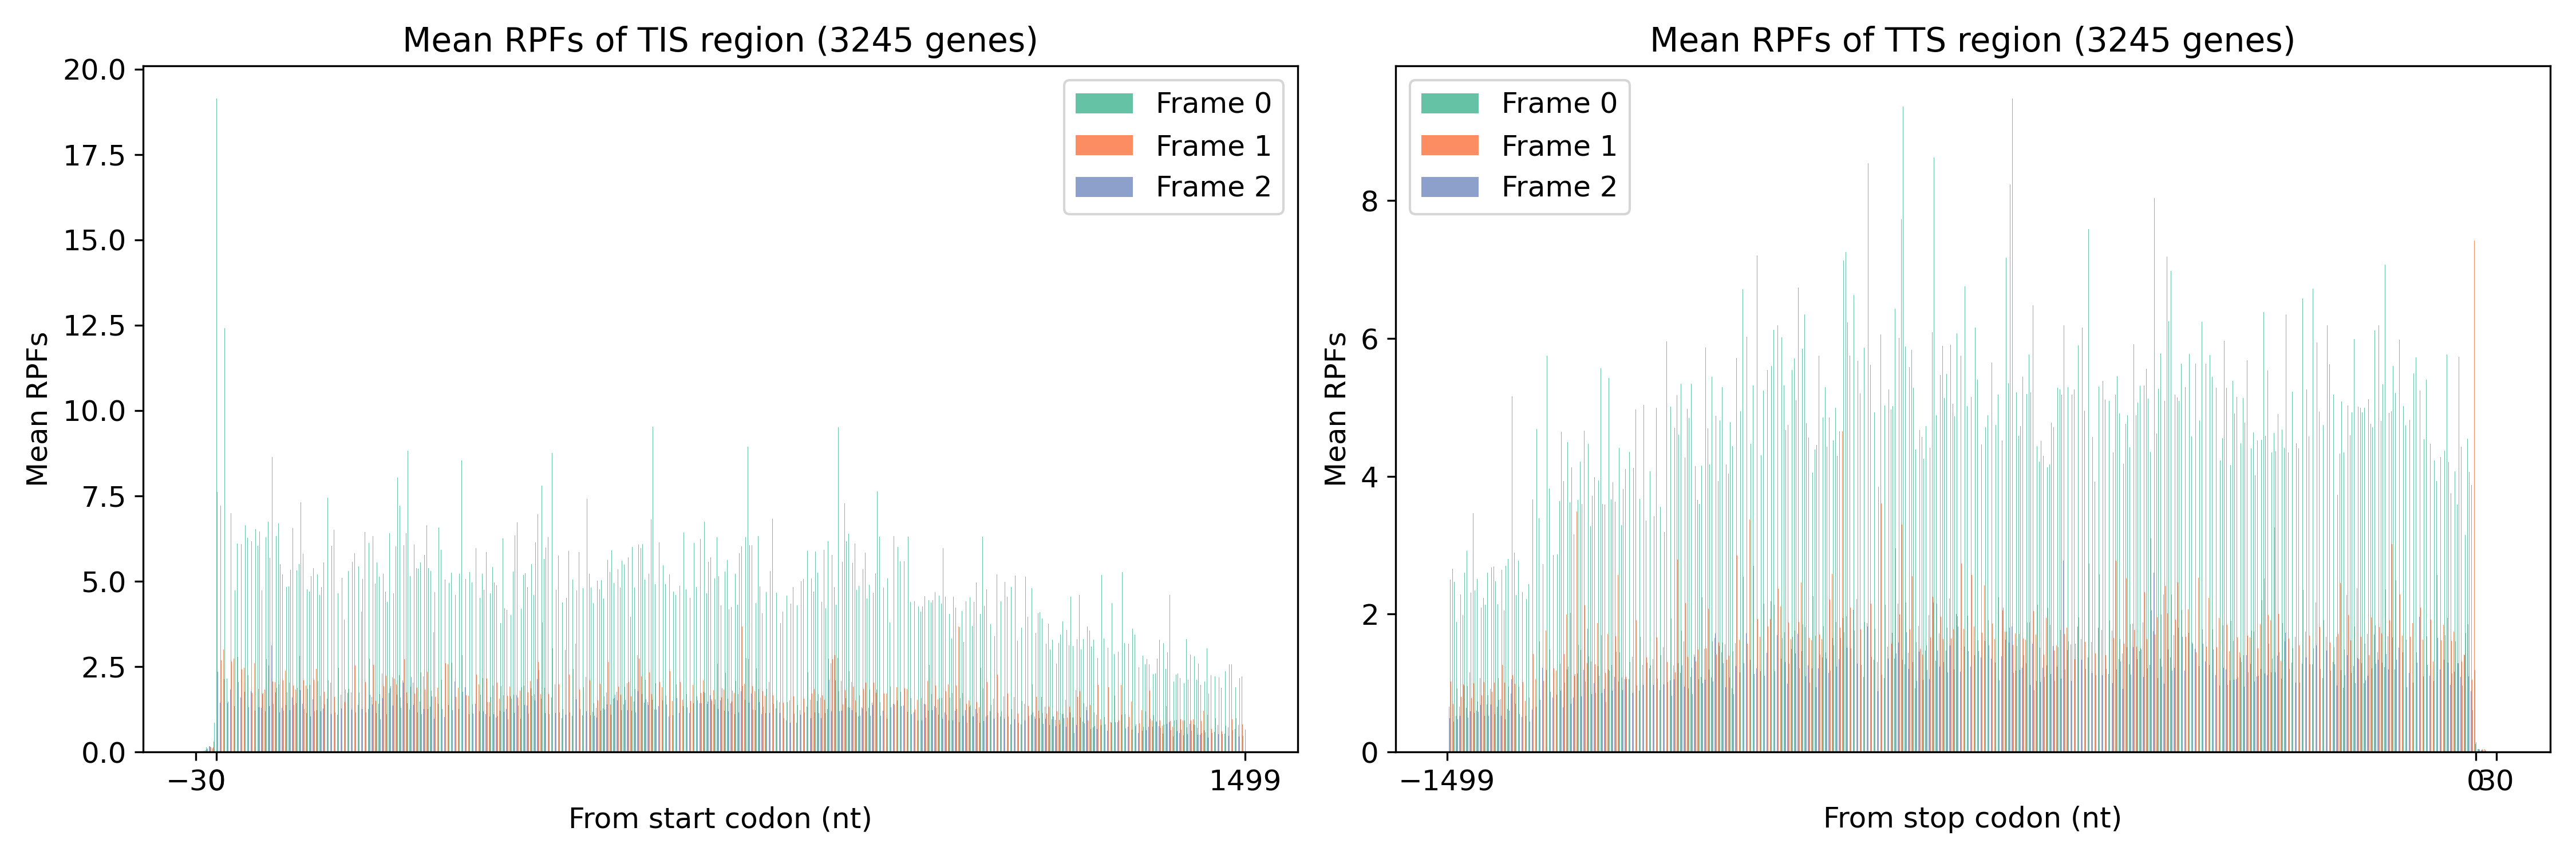 Mean RPFs of TIS region (3245 genes)
20.0
17.5
15.0
12.5
10.0
7.5
5.0
2.5
0.0
Mean RPFs
Frame 0
Frame 1
Frame 2
−30
1499
From start codon (nt)
Mean RPFs of TTS region (3245 genes)
8
6
4
2
0
Mean RPFs
Frame 0
Frame 1
Frame 2
−1499
0
30
From stop codon (nt)